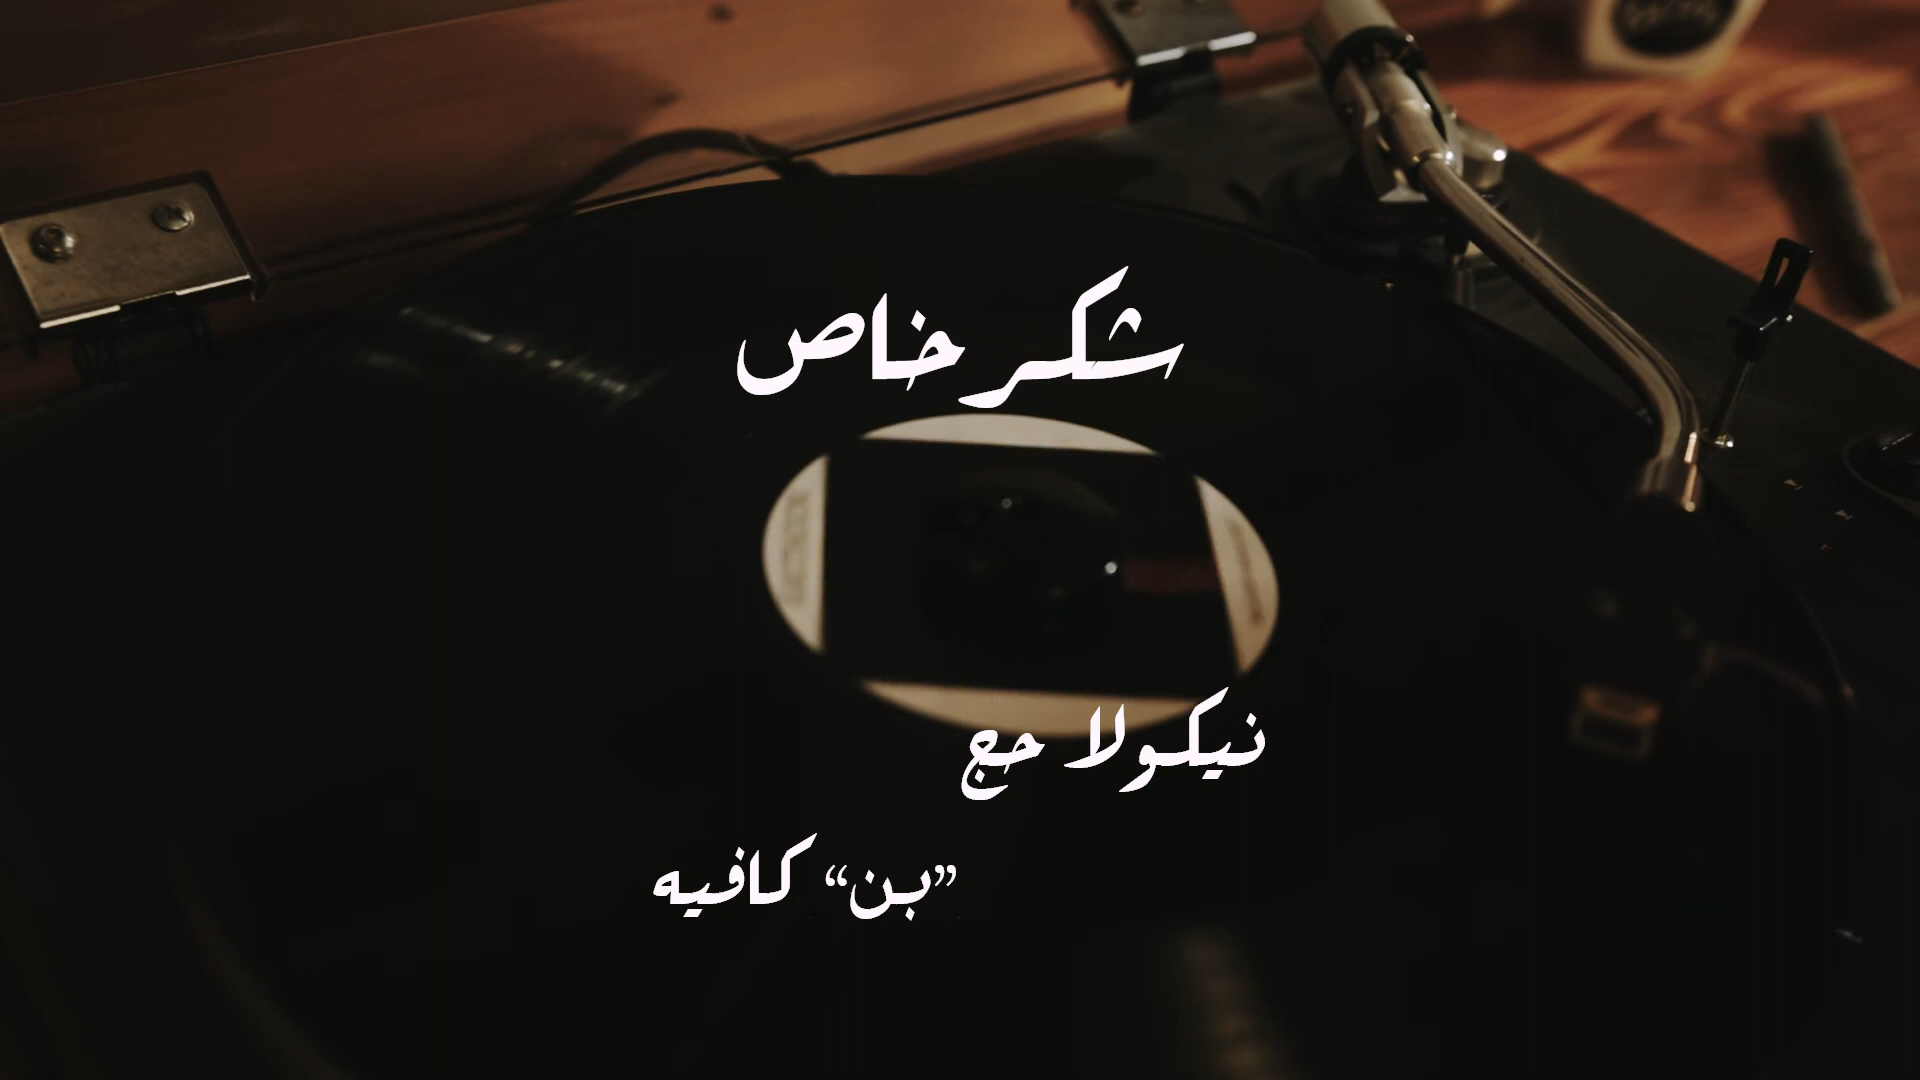 شكر خاص
نيكولا حج
”بن“ كافيه